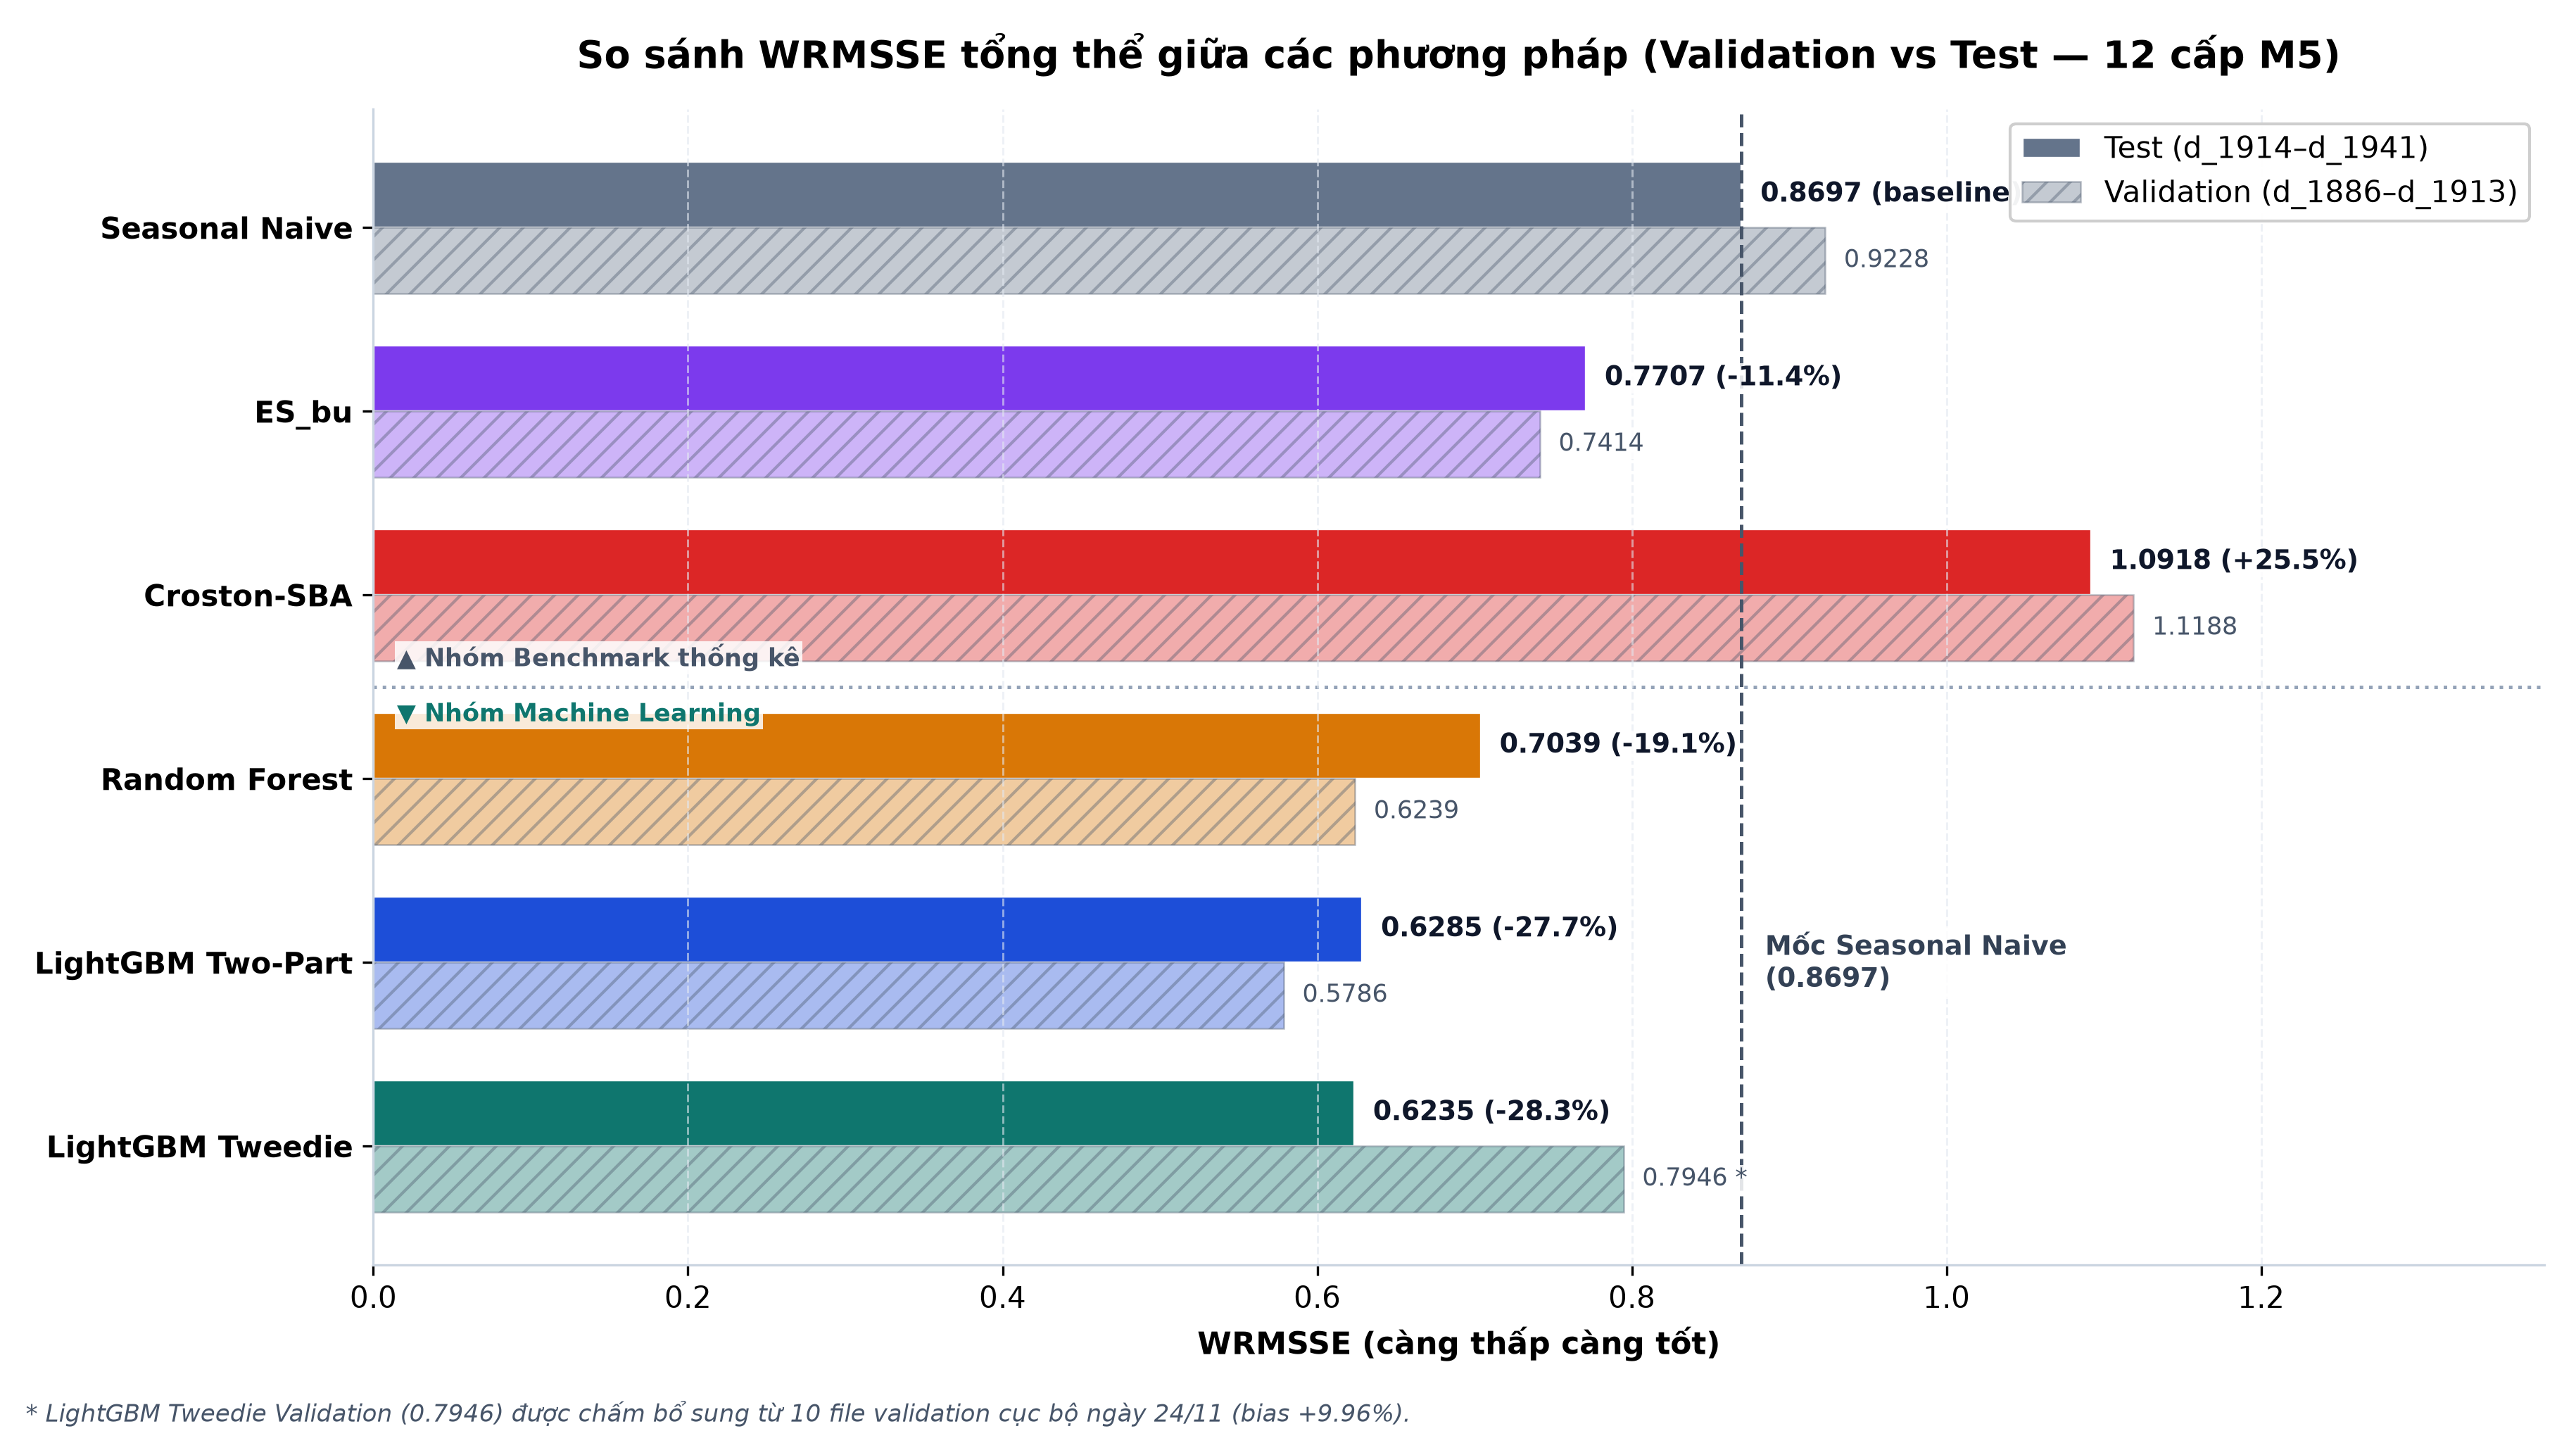 So sánh WRMSSE tổng thể giữa các phương pháp (Validation vs Test — 12 cấp M5)
Test (d_1914–d_1941)
Validation (d_1886–d_1913)
Seasonal Naive
0.8697 (baseline
0.9228
ES_bu
0.7707 (-11.4%)
0.7414
Croston-SBA
1.0918 (+25.5%)
1.1188
▲ Nhóm Benchmark thống kê
▼ Nhóm Machine Learning
Random Forest
0.7039 (-19.1%)
0.6239
LightGBM Two-Part
0.6285 (-27.7%)
0.5786
Mốc Seasonal Naive
(0.8697)
LightGBM Tweedie
0.6235 (-28.3%)
0.7946 *
0.0 0.2 0.4 0.6 0.8 1.0 1.2
WRMSSE (càng thấp càng tốt)
* LightGBM Tweedie Validation (0.7946) được chấm bổ sung từ 10 file validation cục bộ ngày 24/11 (bias +9.96%).